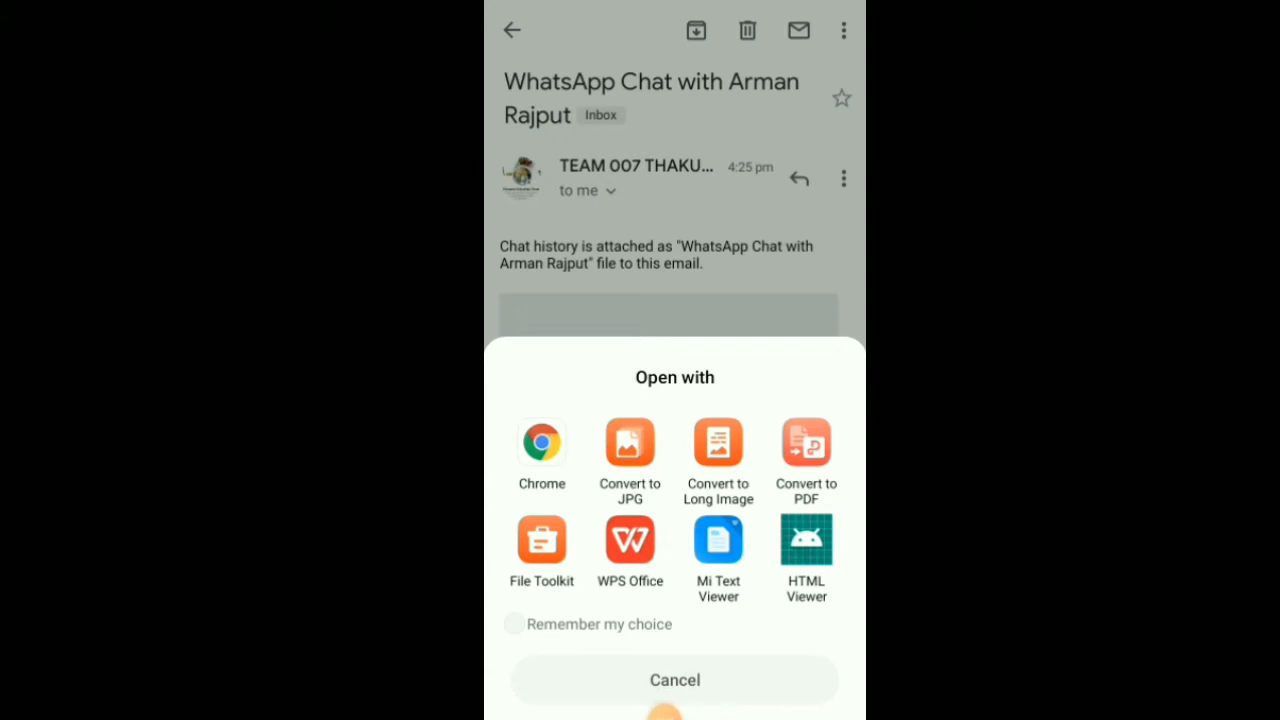 WhatsApp Chat with Arman
Rajput Inbox
TEAM 007 THAKU... 4:25 pm
to me
Chat history is attached as "WhatsApp Chat with
Arman Rajput" file to this email.
Open with
Chrome
Convert to
JPG
Convert to
Long Image
Convert to
PDF
File Toolkit
WPS Office
Mi Text
Viewer
HTML
Viewer
Remember my choice
Cancel